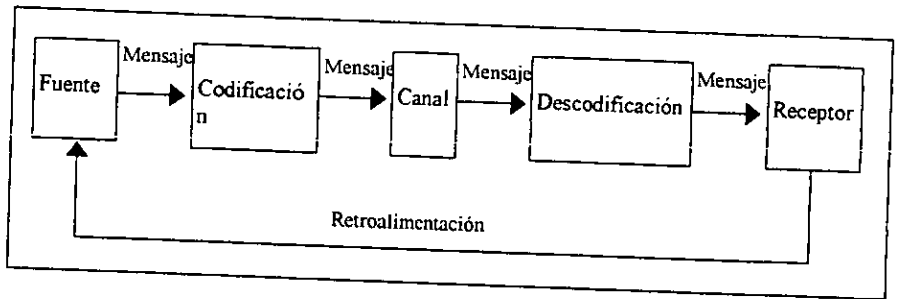 Mensaje
Mensaje
Mensaje
Mensaje
Fuente
Codificació
n
Canal
Descodificación
Receptor
Retroalimentación